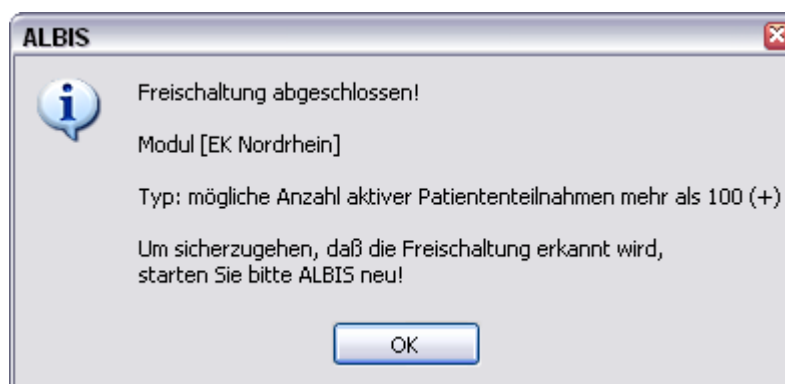 ALBIS
Freischaltung abgeschlossen!
Modul [EK Nordrhein]
Typ: mögliche Anzahl aktiver Patiententeilnahmen mehr als 100 (+)
Um sicherzugehen, daß die Freischaltung erkannt wird,
starten Sie bitte ALBIS neu!
OK